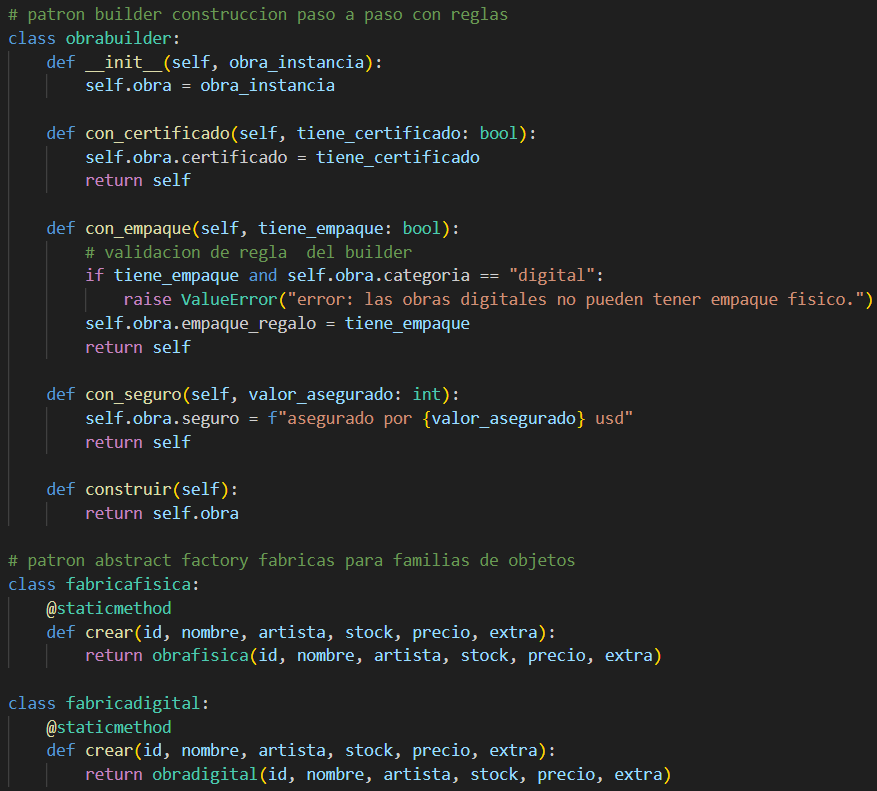 # patron builder construccion paso a paso con reglas
class obrabuilder:
    def __init__(self, obra_instancia):
        self.obra = obra_instancia

    def con_certificado(self, tiene_certificado: bool):
        self.obra.certificado = tiene_certificado
        return self

    def con_empaque(self, tiene_empaque: bool):
        # validacion de regla  del builder
        if tiene_empaque and self.obra.categoria == "digital":
            raise ValueError("error: las obras digitales no pueden tener empaque fisico.")
        self.obra.empaque_regalo = tiene_empaque
        return self

    def con_seguro(self, valor_asegurado: int):
        self.obra.seguro = f"asegurado por {valor_asegurado} usd"
        return self

    def construir(self):
        return self.obra

# patron abstract factory fabricas para familias de objetos
class fabricafisica:
    @staticmethod
    def crear(id, nombre, artista, stock, precio, extra):
        return obrafisica(id, nombre, artista, stock, precio, extra)

class fabricadigital:
    @staticmethod
    def crear(id, nombre, artista, stock, precio, extra):
        return obradigital(id, nombre, artista, stock, precio, extra)